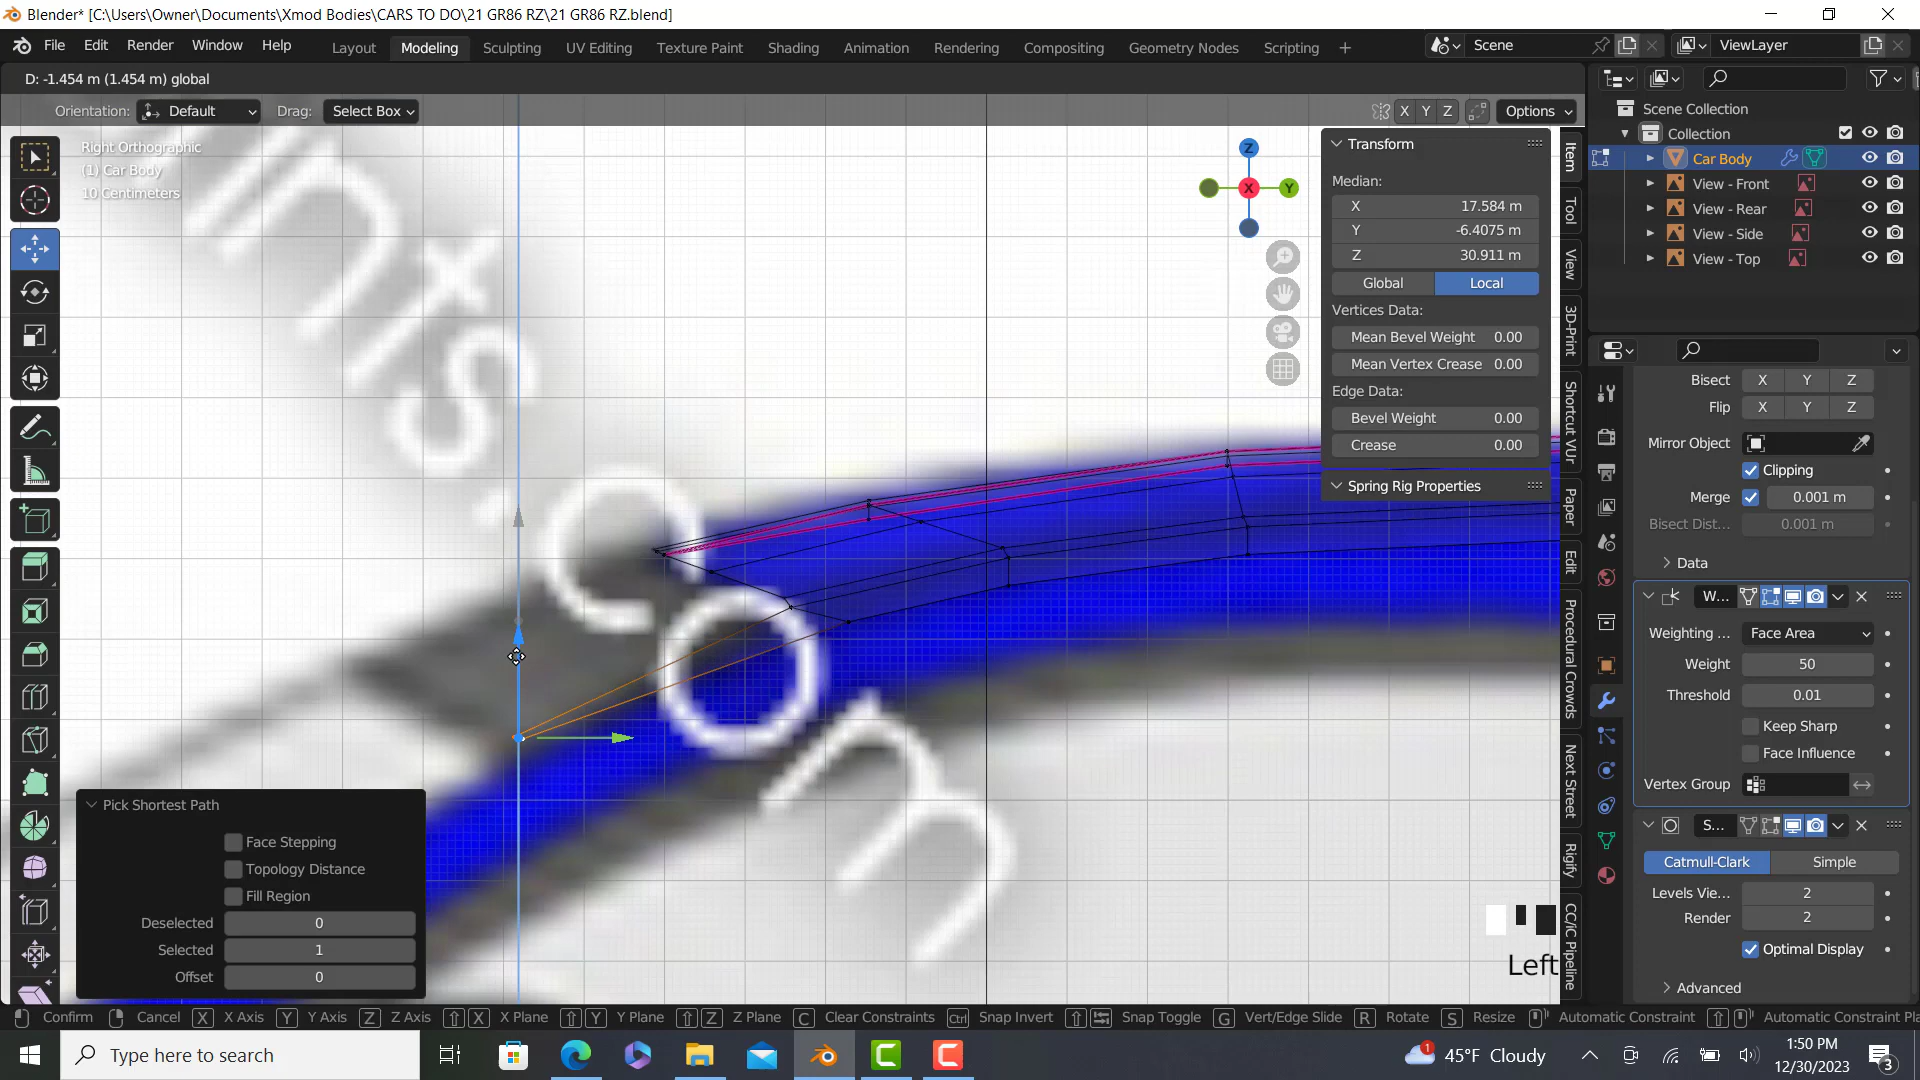 Blender* [C:\Users\Owner\Documents\Xmod Bodies\CARS TO DO\21 GR86 RZ\21 GR86 RZ.blend]
File Edit Render Window Help Layout Modeling Sculpting UV Editing Texture Paint Shading Animation Rendering Compositing Geometry Nodes Scripting + Scene ViewLayer
D: -1.454 m (1.454 m) global
Orientation: Default Drag: Select Box X Y Z Options
Right Orthographic
(1) Car Body
10 Centimeters
Z
X Y
Transform
Median:
X 17.584 m
Y -6.4075 m
Z 30.911 m
Global Local
Vertices Data:
Mean Bevel Weight 0.00
Mean Vertex Crease 0.00
Edge Data:
Bevel Weight 0.00
Crease 0.00
Spring Rig Properties
Item
Tool
View
3D-Print
Shortcut VUr
Paper
Edit
Procedural Crowds
Next Street
Rigify
CC/iC Pipeline
Scene Collection
Collection
Car Body
View - Front
View - Rear
View - Side
View - Top
Bisect X Y Z
Flip X Y Z
Mirror Object
Clipping
Merge 0.001 m
Bisect Dist... 0.001 m
Data
W...
Weighting ... Face Area
Weight 50
Threshold 0.01
Keep Sharp
Face Influence
Vertex Group
S...
Catmull-Clark Simple
Levels Vie... 2
Render 2
Optimal Display
Advanced
Pick Shortest Path
Face Stepping
Topology Distance
Fill Region
Deselected 0
Selected 1
Offset 0
Left
Confirm Cancel X X Axis Y Y Axis Z Z Axis X X Plane Y Y Plane Z Z Plane C Clear Constraints Ctrl Snap Invert Snap Toggle G Vert/Edge Slide R Rotate S Resize Automatic Constraint Automatic Constraint Pla
Type here to search
1
45°F Cloudy
1:50 PM
12/30/2023
3